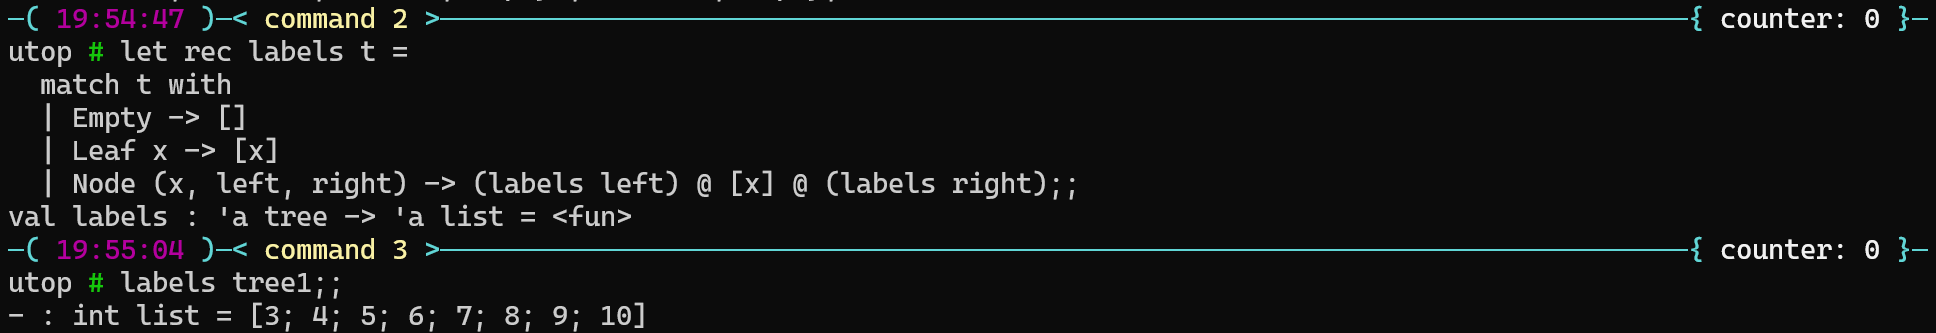 ─( 19:54:47 )─< command 2 >──────────────────────────────{ counter: 0 }─
utop # let rec labels t =
  match t with
  | Empty -> []
  | Leaf x -> [x]
  | Node (x, left, right) -> (labels left) @ [x] @ (labels right);;
val labels : 'a tree -> 'a list = <fun>
─( 19:55:04 )─< command 3 >──────────────────────────────{ counter: 0 }─
utop # labels tree1;;
- : int list = [3; 4; 5; 6; 7; 8; 9; 10]